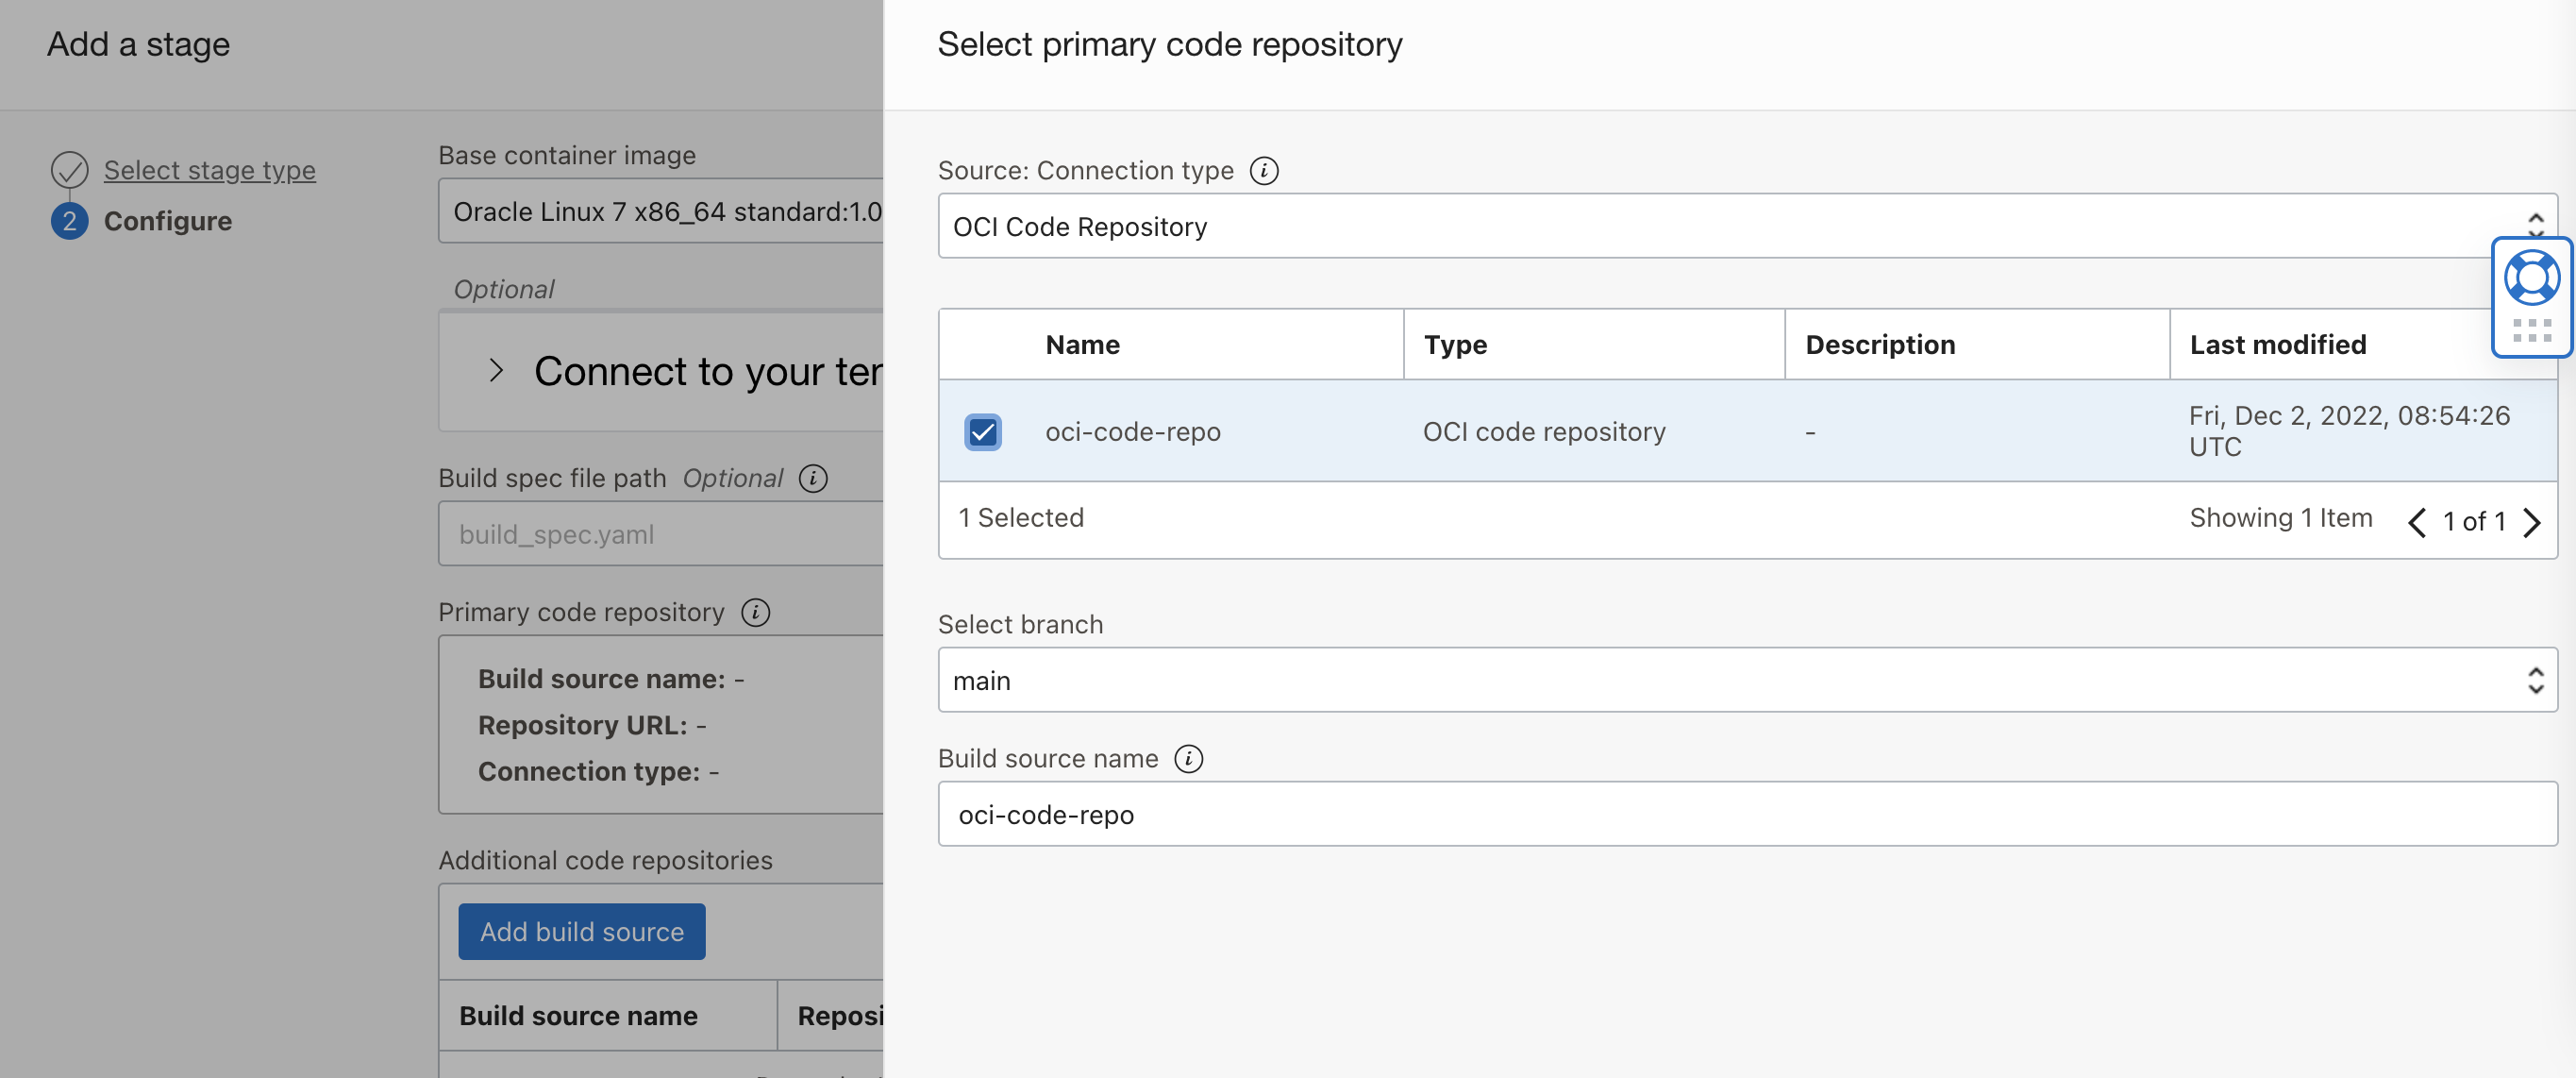 Add a stage
Select stage type
2 Configure
Base container image
Oracle Linux 7 x86_64 standard:1.0
Optional
Connect to your ter
Build spec file path Optional i
build_spec.yaml
Primary code repository i
Build source name: -
Repository URL: -
Connection type: -
Additional code repositories
Add build source
Build source name Reposi
Select primary code repository
Source: Connection type i
OCI Code Repository
Name Type Description Last modified
oci-code-repo OCI code repository - Fri, Dec 2, 2022, 08:54:26
UTC
1 Selected Showing 1 Item 1 of 1
Select branch
main
Build source name i
oci-code-repo